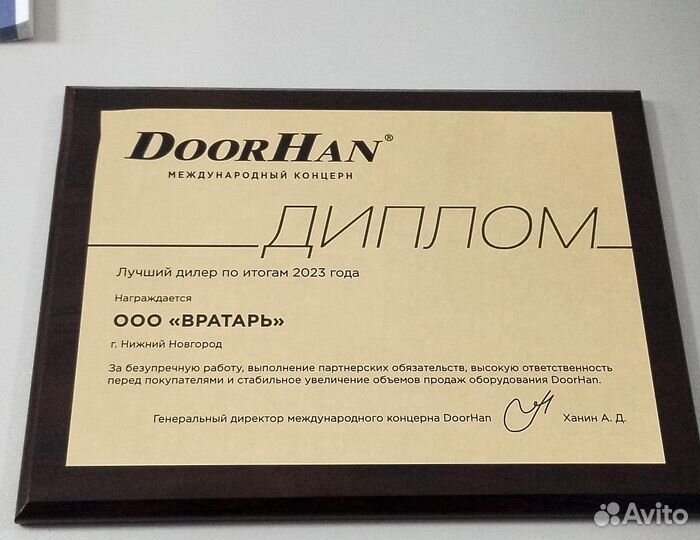 DOORHAN®
МЕЖДУНАРОДНЫЙ КОНЦЕРН
ДИПЛОМ
Лучший дилер по итогам 2023 года
Награждается
ООО «ВРАТАРЬ»
г. Нижний Новгород
За безупречную работу, выполнение партнерских обязательств, высокую ответственность
перед покупателями и стабильное увеличение объемов продаж оборудования DoorHan.
Генеральный директор международного концерна DoorHan Ханин А. Д.
Avito